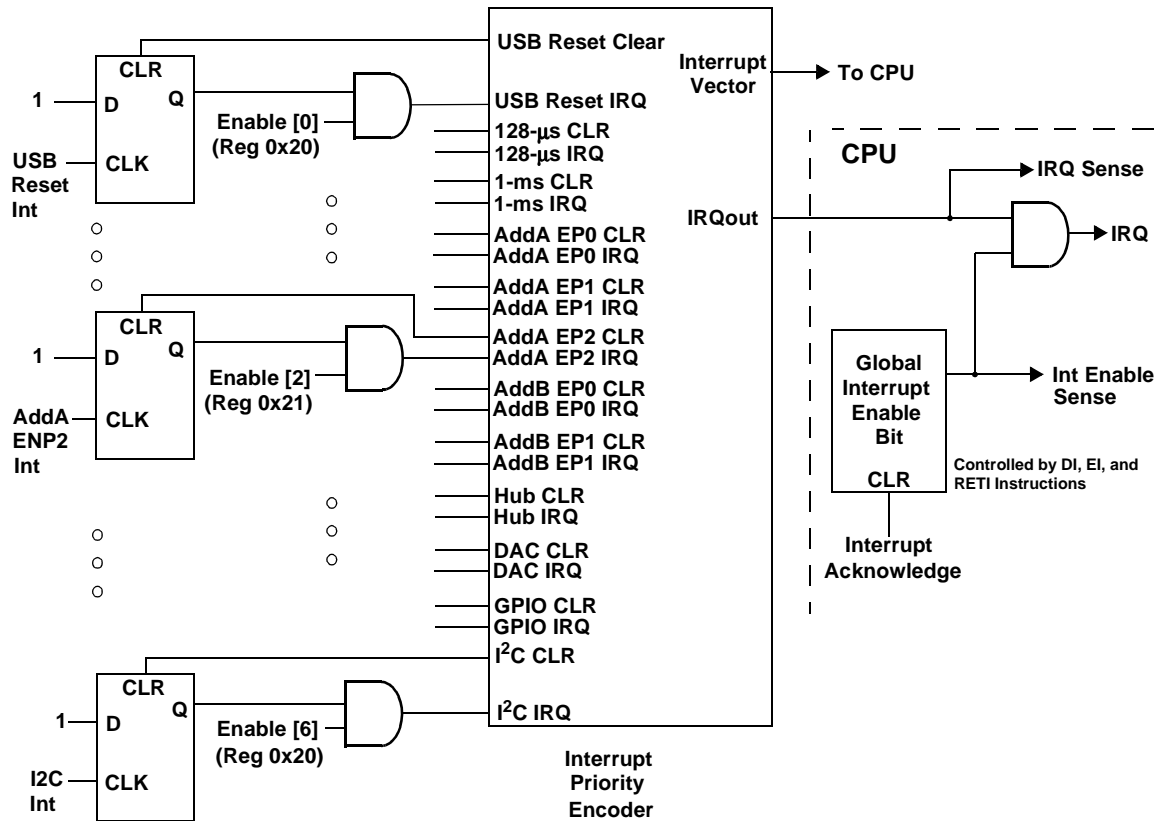 CLR
D
Q
CLK
1
USB
Reset
Int
Enable [0]
(Reg 0x20)
CLR
D
Q
CLK
1
AddA
ENP2
Int
Enable [2]
(Reg 0x21)
CLR
D
Q
CLK
1
I2C
Int
Enable [6]
(Reg 0x20)
USB Reset Clear
USB Reset IRQ
128-μs CLR
128-μs IRQ
1-ms CLR
1-ms IRQ
AddA EP0 CLR
AddA EP0 IRQ
AddA EP1 CLR
AddA EP1 IRQ
AddA EP2 CLR
AddA EP2 IRQ
AddB EP0 CLR
AddB EP0 IRQ
AddB EP1 CLR
AddB EP1 IRQ
Hub CLR
Hub IRQ
DAC CLR
DAC IRQ
GPIO CLR
GPIO IRQ
I²C CLR
I²C IRQ
Interrupt
Vector
IRQout
Interrupt
Priority
Encoder
To CPU
CPU
IRQ Sense
IRQ
Global
Interrupt
Enable
Bit
CLR
Int Enable
Sense
Controlled by DI, EI, and
RETI Instructions
Interrupt
Acknowledge